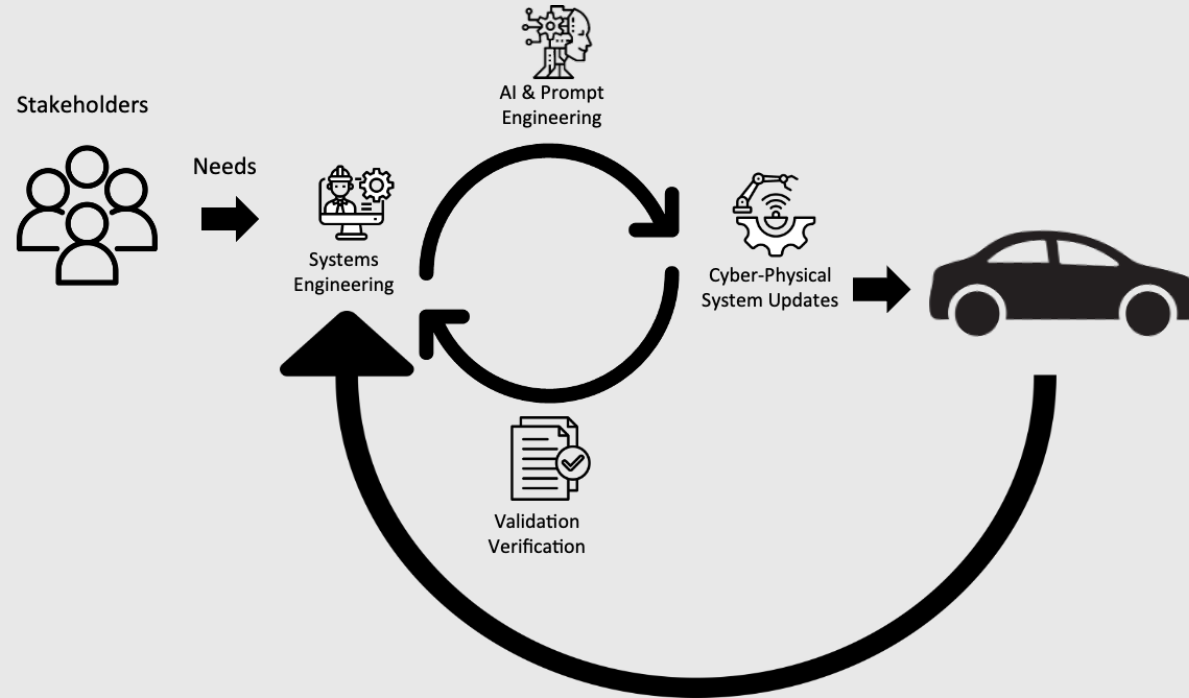 Stakeholders
Needs
Systems
Engineering
AI & Prompt
Engineering
Cyber-Physical
System Updates
Validation
Verification